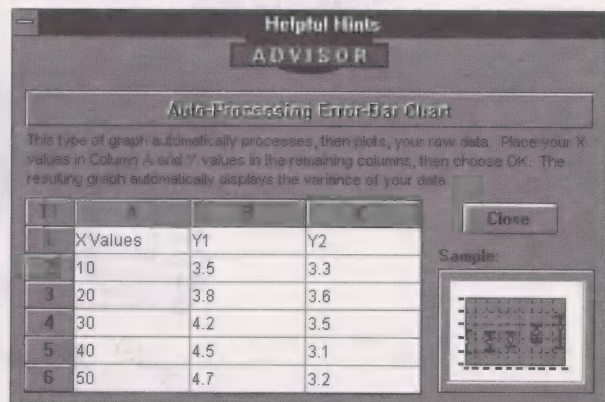 Helpful Hints
ADVISOR
Auto-Processing Error-Bar Chart
This type of graph automatically processes, then plots, your raw data. Place your X
values in Column A and Y values in the remaining columns, then choose OK. The
resulting graph automatically displays the variance of your data.
T1 A B C
1 X Values Y1 Y2
2 10 3.5 3.3
3 20 3.8 3.6
4 30 4.2 3.5
5 40 4.5 3.1
6 50 4.7 3.2
Close
Sample: